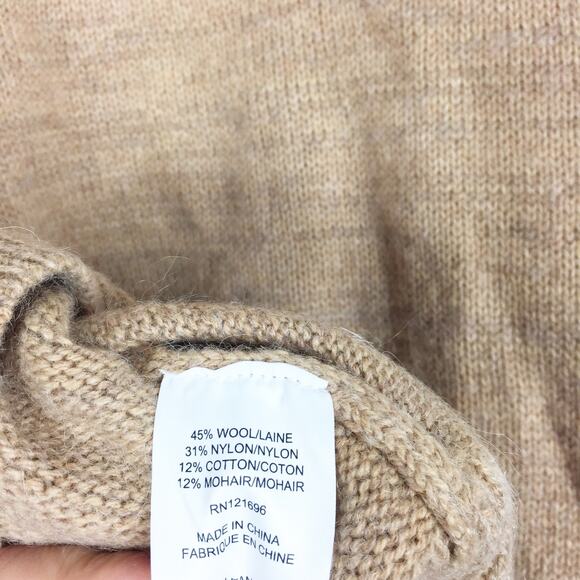 45% WOOL/LAINE
31% NYLON/NYLON
12% COTTON/COTON
12% MOHAIR/MOHAIR
RN121696
MADE IN CHINA
FABRIQUE EN CHINE